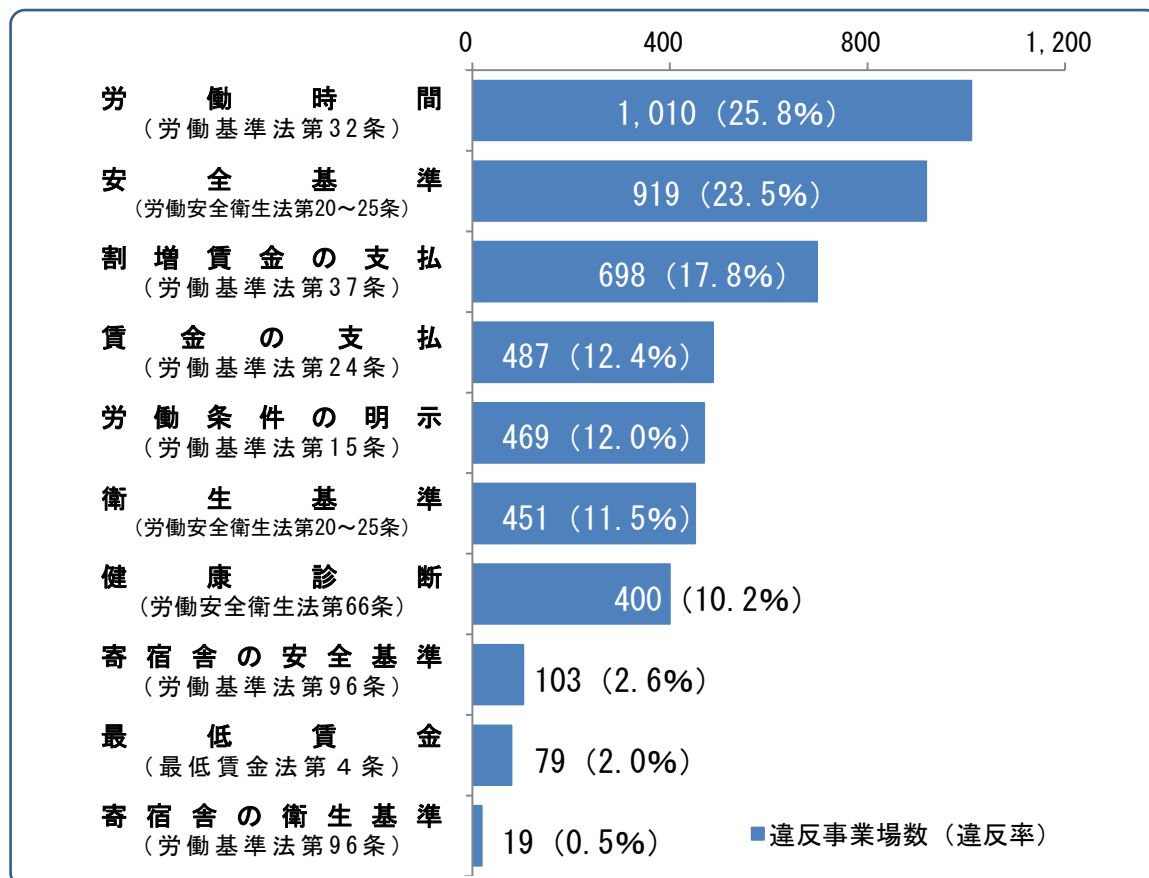 0 400 800 1,200
労働時間
(労働基準法第32条)
1,010 (25.8%)
安全基準
(労働安全衛生法第20～25条)
919 (23.5%)
割増賃金の支払
(労働基準法第37条)
698 (17.8%)
賃金の支払
(労働基準法第24条)
487 (12.4%)
労働条件の明示
(労働基準法第15条)
469 (12.0%)
衛生基準
(労働安全衛生法第20～25条)
451 (11.5%)
健康診断
(労働安全衛生法第66条)
400 (10.2%)
寄宿舎の安全基準
(労働基準法第96条)
103 (2.6%)
最低賃金
(最低賃金法第4条)
79 (2.0%)
寄宿舎の衛生基準
(労働基準法第96条)
19 (0.5%)
違反事業場数（違反率）